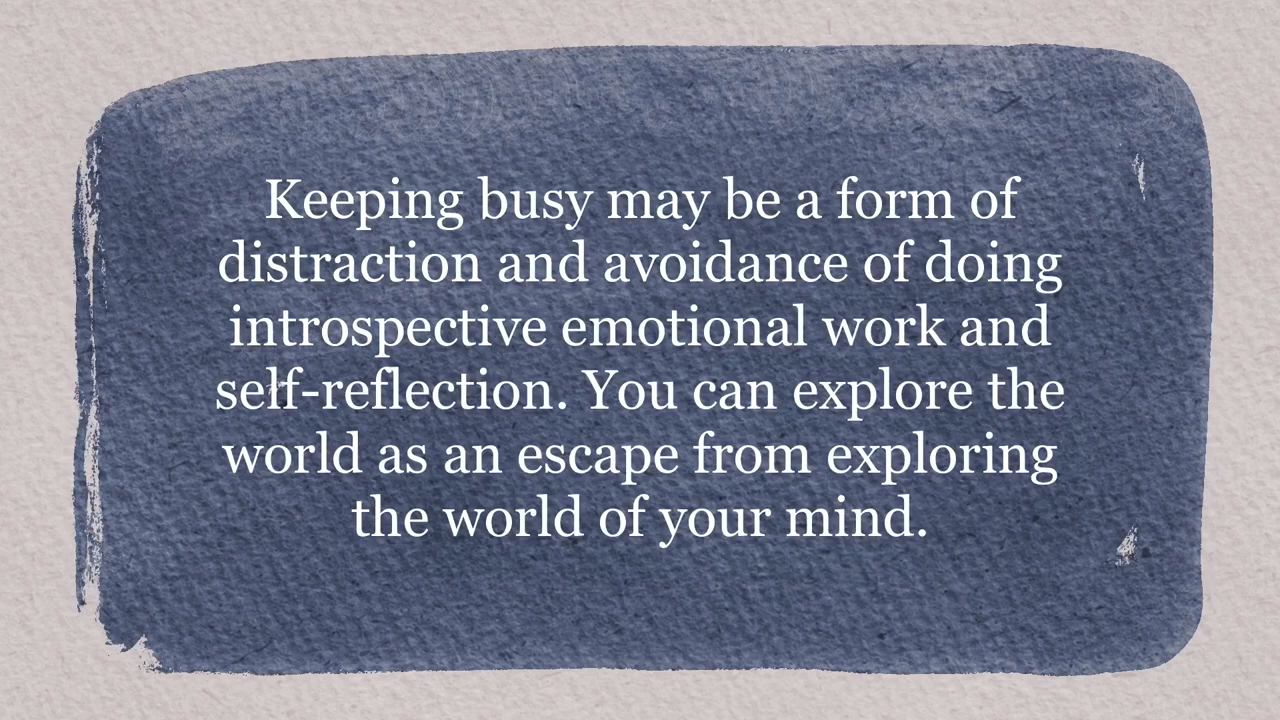 Keeping busy may be a form of
distraction and avoidance of doing
introspective emotional work and
self-reflection. You can explore the
world as an escape from exploring
the world of your mind.